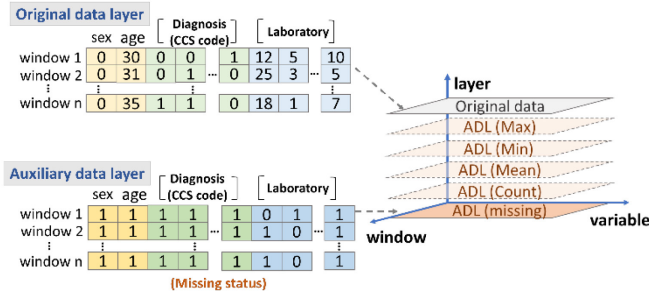 Original data layer
sex age Diagnosis (CCS code) Laboratory
window 1 0 30 0 0 1 12 5 10
window 2 0 31 0 1 ... 0 25 3 ... 5
⋮ ⋮ ⋮
window n 0 35 1 1 0 18 1 7
Auxiliary data layer
sex age Diagnosis (CCS code) Laboratory
window 1 1 1 1 1 1 0 1 1
window 2 1 1 1 1 ... 1 1 0 ... 1
⋮ ⋮ ⋮
window n 1 1 1 1 1 1 0 1
(Missing status)
layer
Original data
ADL (Max)
ADL (Min)
ADL (Mean)
ADL (Count)
ADL (missing)
variable
window